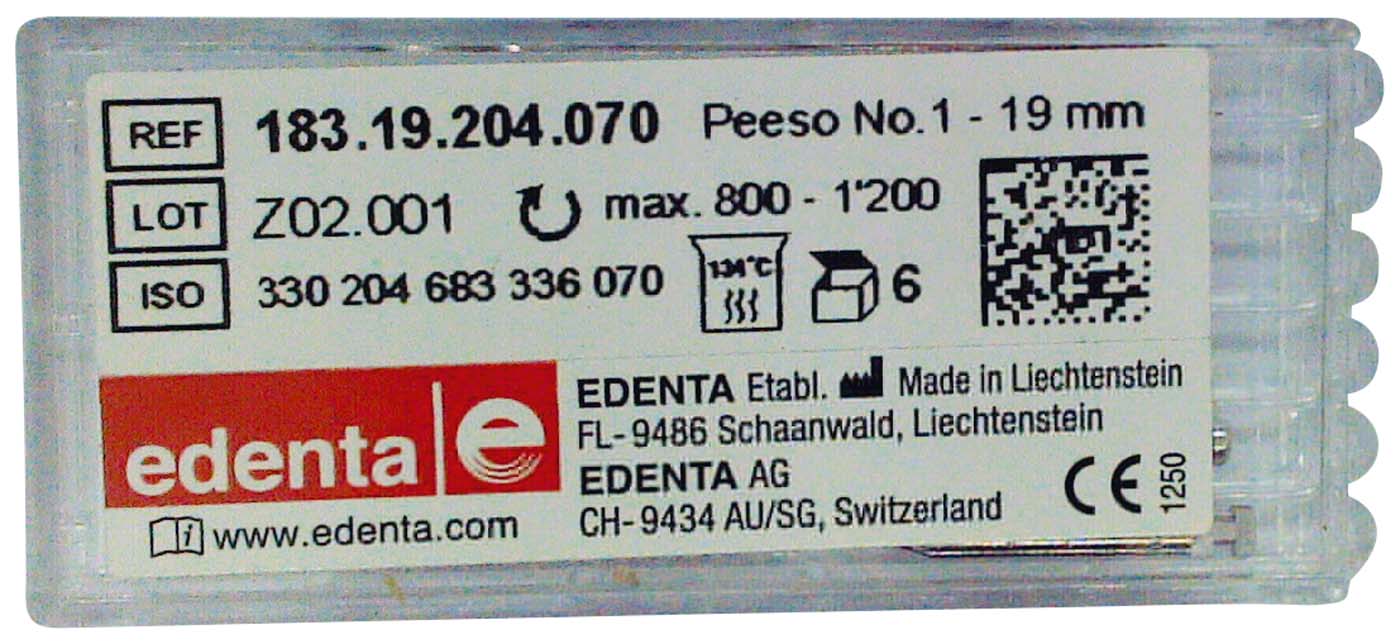 REF 183.19.204.070 Peeso No.1 - 19 mm
LOT Z02.001 max. 800 - 1'200
ISO 330 204 683 336 070 134°C 6
edenta e
www.edenta.com
EDENTA Etabl. Made in Liechtenstein
FL-9486 Schaanwald, Liechtenstein
EDENTA AG
CH-9434 AU/SG, Switzerland
CE 1250